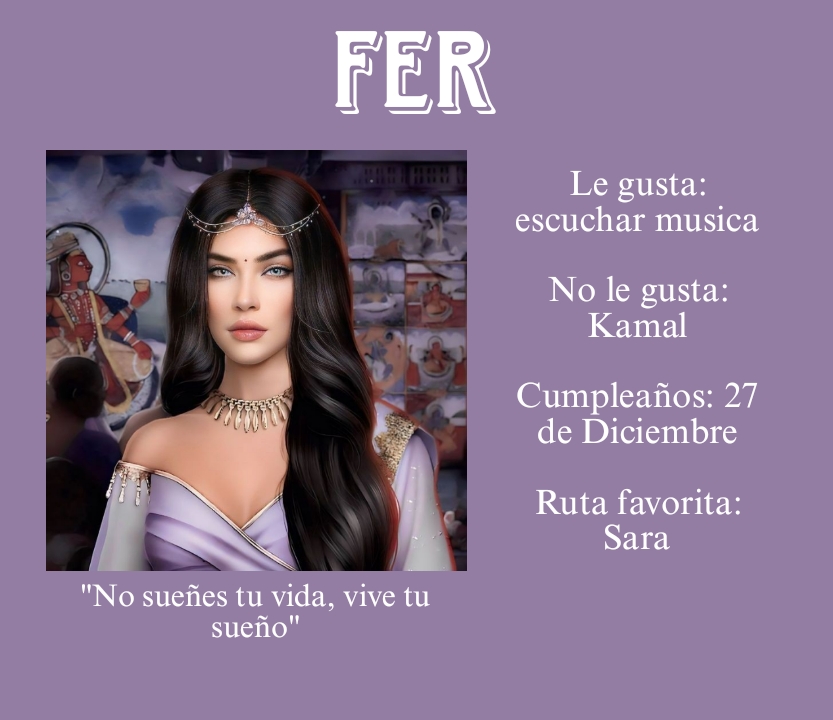 FER
Le gusta:
escuchar musica
No le gusta:
Kamal
Cumpleaños: 27
de Diciembre
Ruta favorita:
Sara
"No sueñes tu vida, vive tu
sueño"